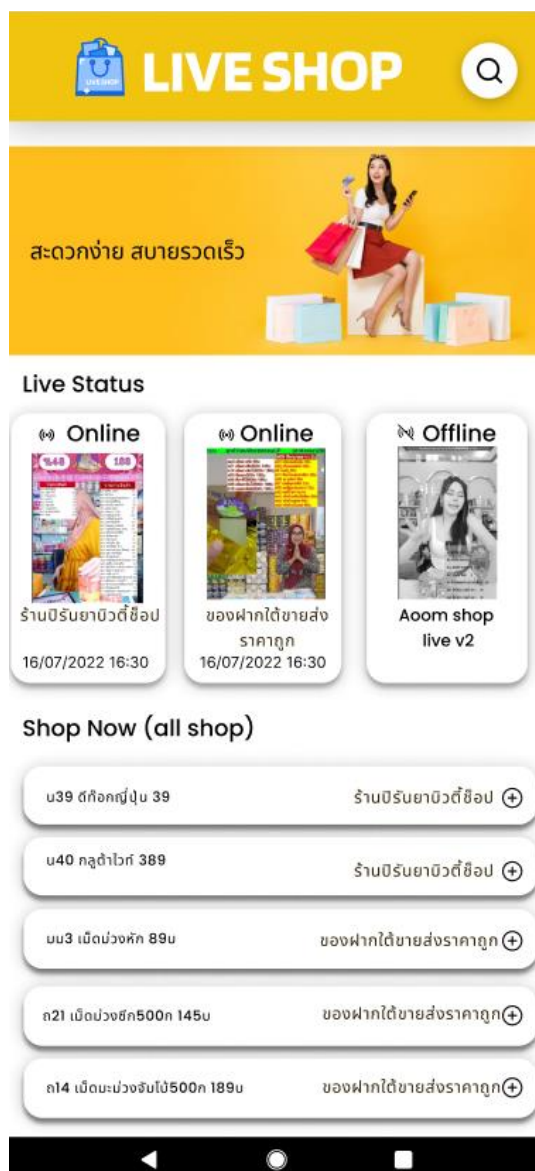 LIVE SHOP
LIVE SHOP
สะดวกง่าย สบายรวดเร็ว
Live Status
Online
Online
Offline
%48
188
ร้านปิรันยาบิวตี้ช็อป
16/07/2022 16:30
ของฝากใต้ขายส่ง
ราคาถูก
16/07/2022 16:30
Aoom shop
live v2
Shop Now (all shop)
น39 ดีท็อกญี่ปุ่น 39
ร้านปิรันยาบิวตี้ช็อป
น40 กลูต้าไวท์ 389
ร้านปิรันยาบิวตี้ช็อป
มม3 เม็ดม่วงหัก 89บ
ของฝากใต้ขายส่งราคาถูก
ถ21 เม็ดม่วงซีก500ก 145บ
ของฝากใต้ขายส่งราคาถูก
ถ14 เม็ดมะม่วงจัมโบ้500ก 189บ
ของฝากใต้ขายส่งราคาถูก